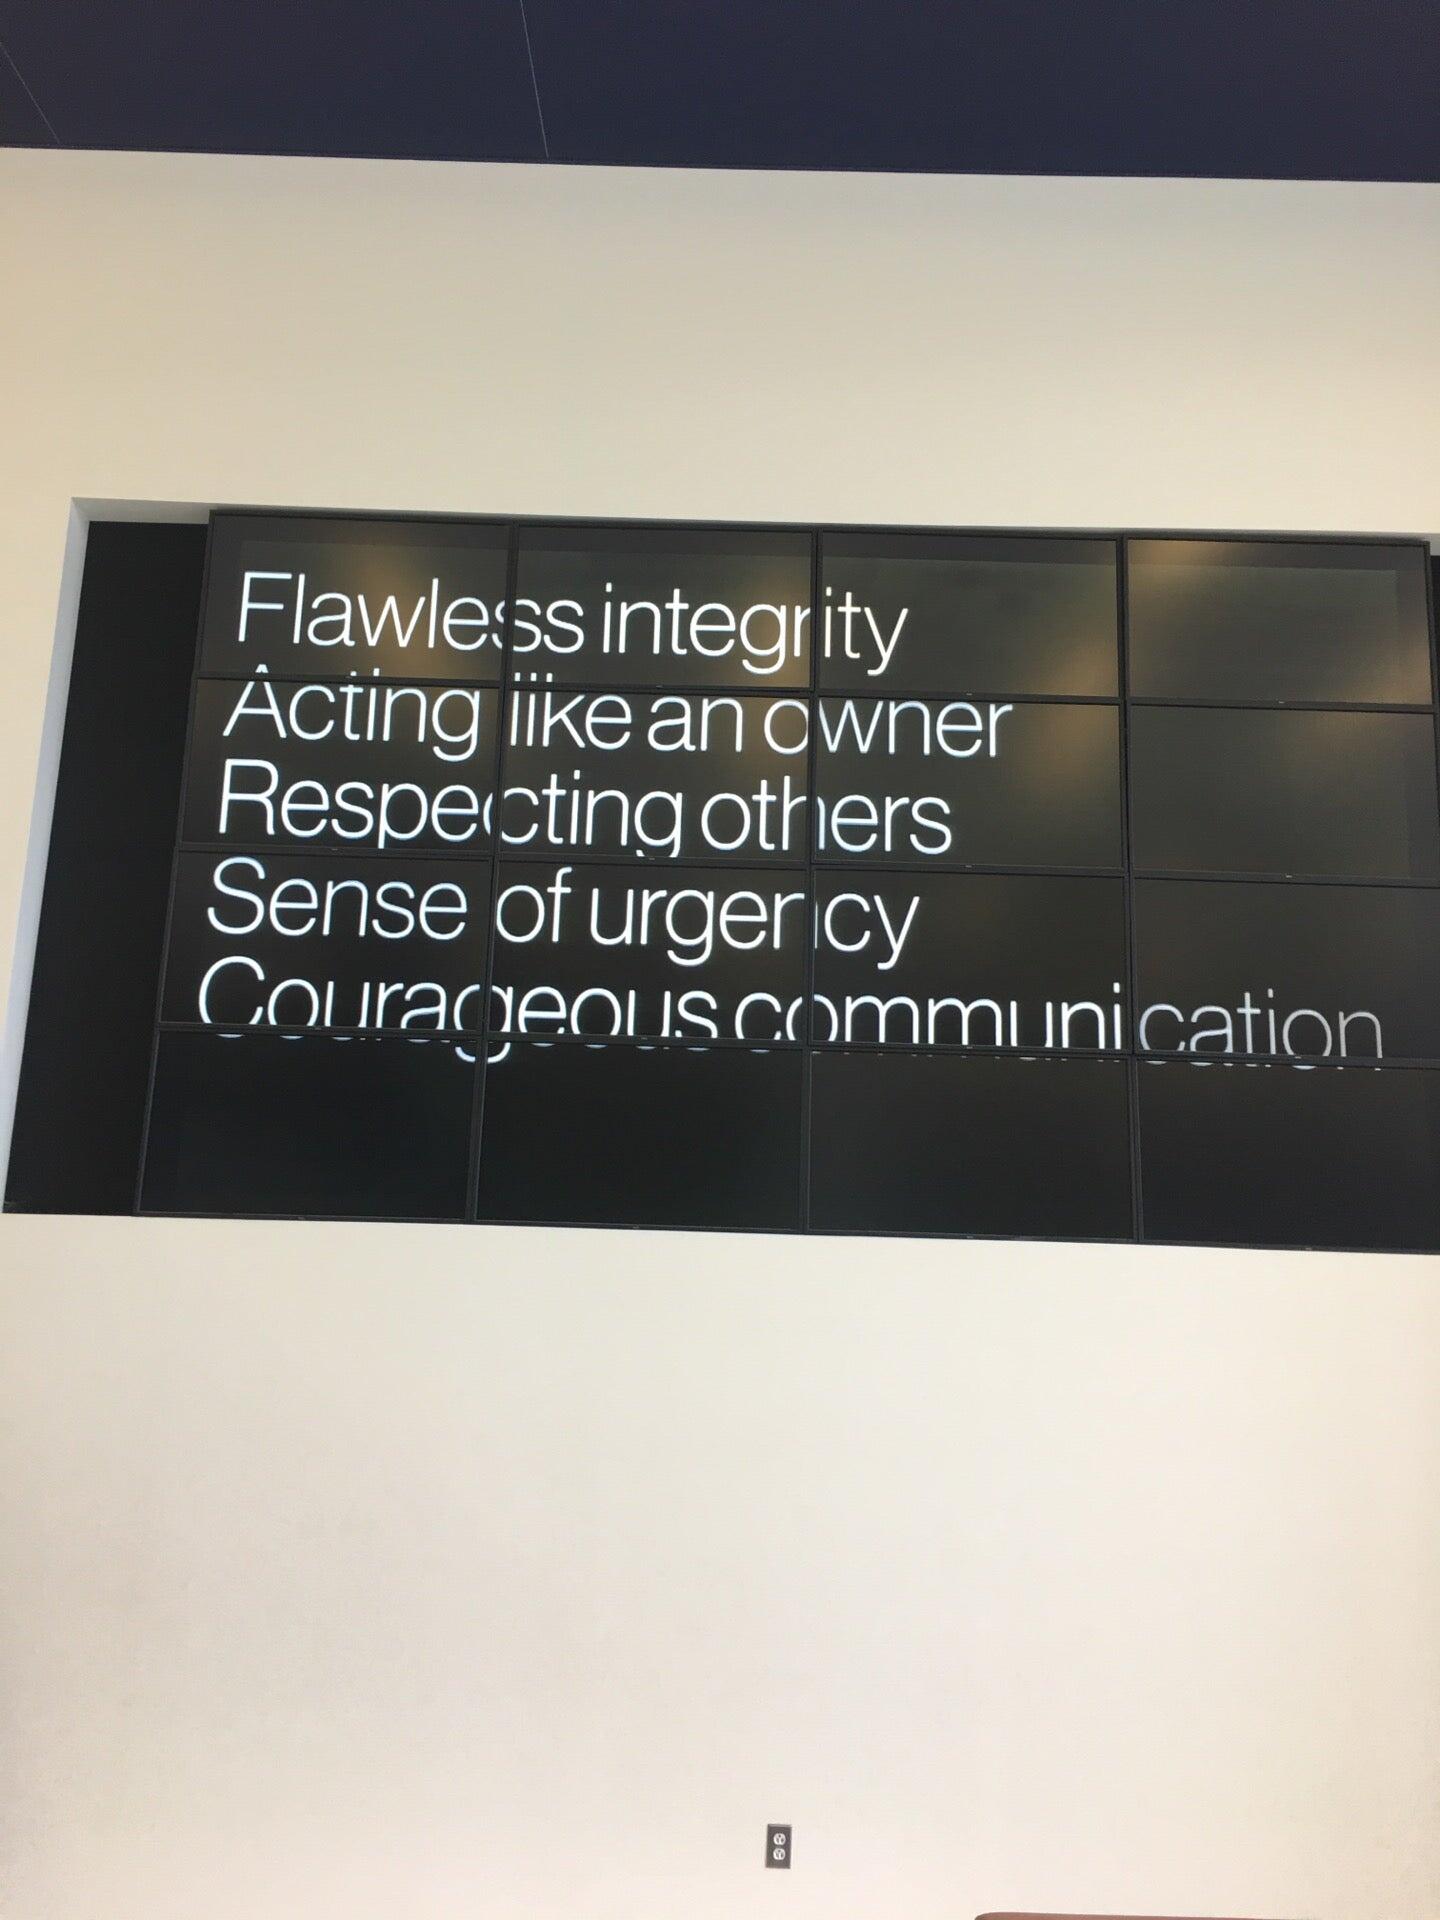 Flawless integrity
Acting like an owner
Respecting others
Sense of urgency
Courageous communication